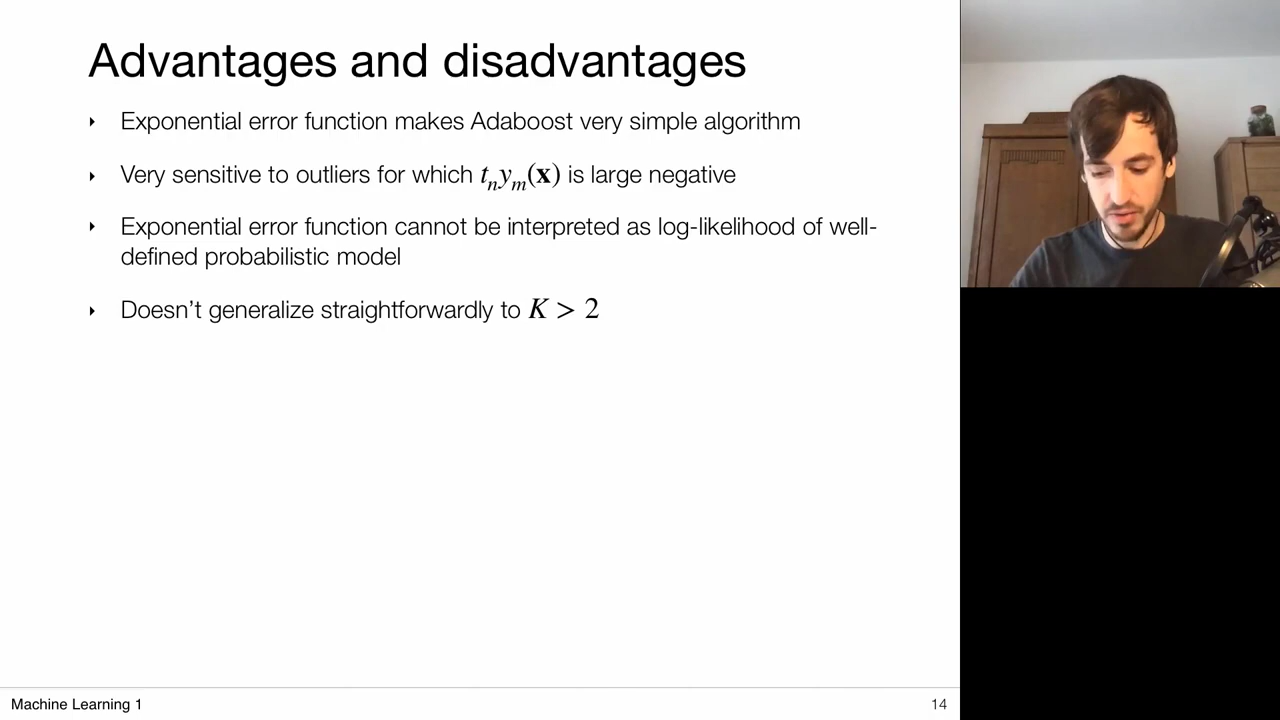 Advantages and disadvantages
‣ Exponential error function makes Adaboost very simple algorithm
‣ Very sensitive to outliers for which tₙyₘ(𝐱) is large negative
‣ Exponential error function cannot be interpreted as log-likelihood of well-
defined probabilistic model
‣ Doesn’t generalize straightforwardly to K > 2
Machine Learning 1
14